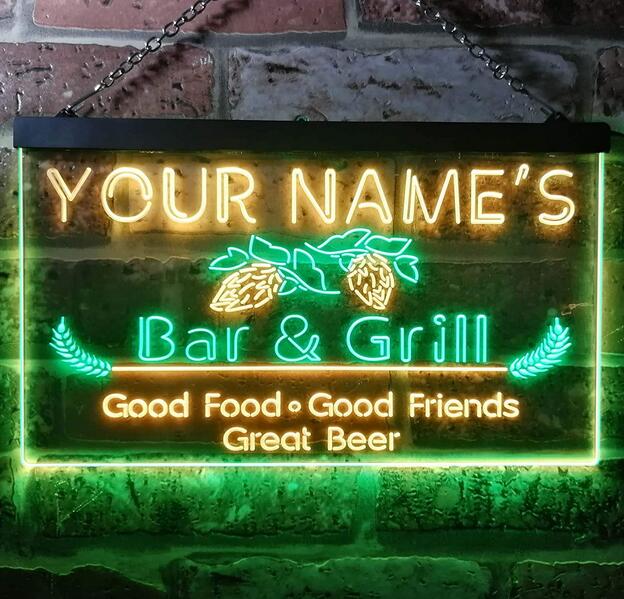 YOUR NAME'S
Bar & Grill
Good Food • Good Friends
Great Beer